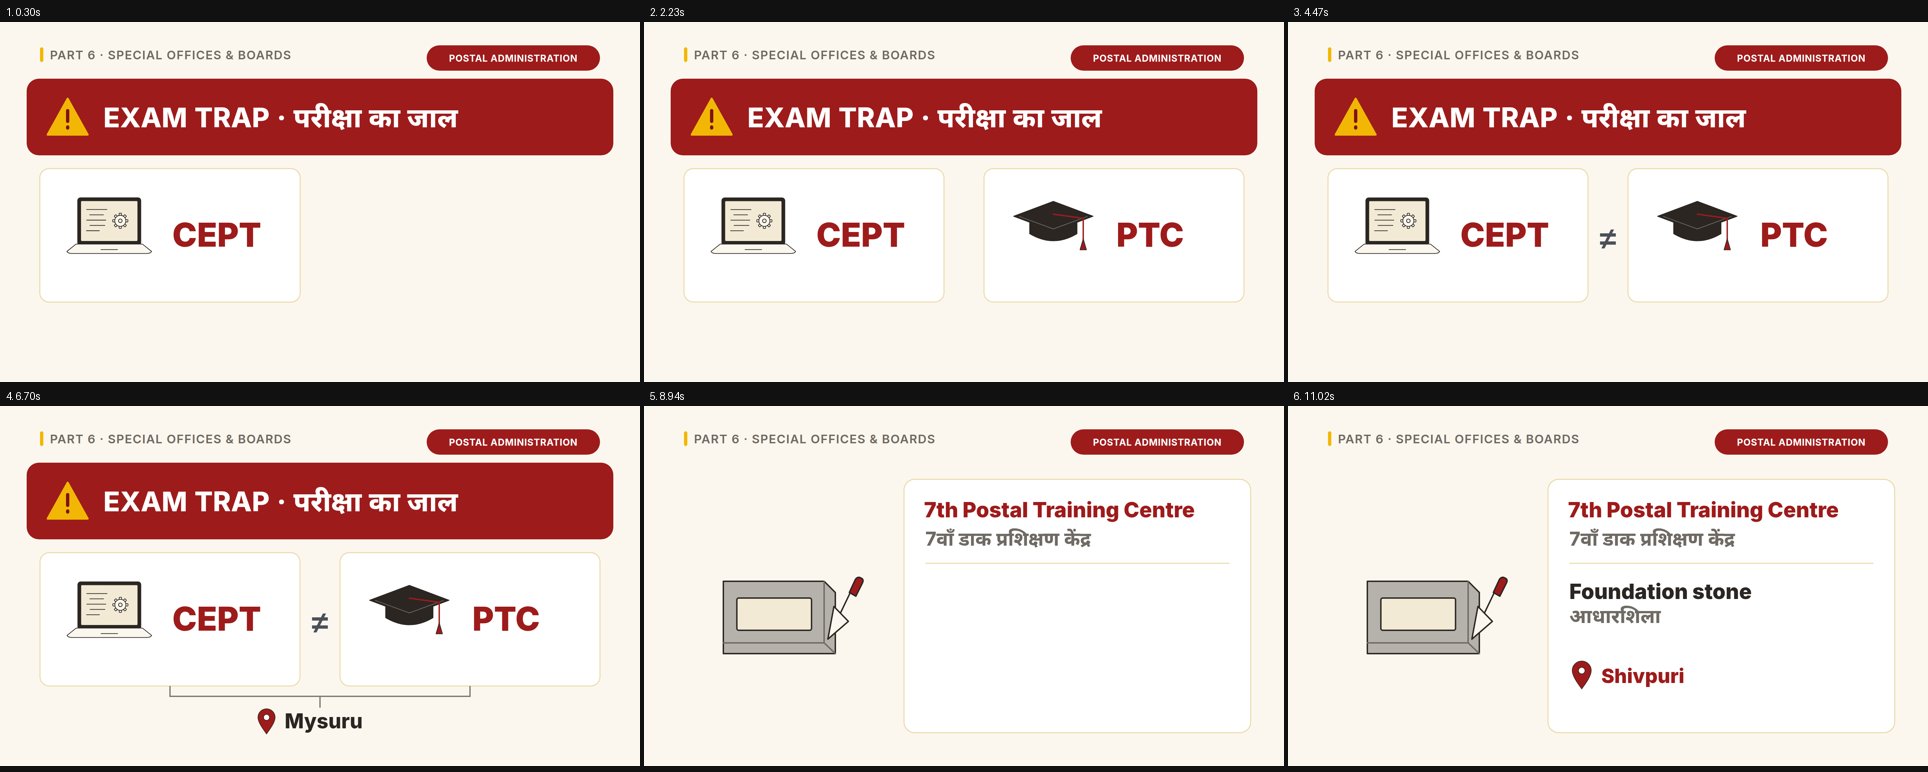 1. 0.30s
PART 6 · SPECIAL OFFICES & BOARDS
POSTAL ADMINISTRATION
EXAM TRAP · परीक्षा का जाल
CEPT
2. 2.23s
PART 6 · SPECIAL OFFICES & BOARDS
POSTAL ADMINISTRATION
EXAM TRAP · परीक्षा का जाल
CEPT
PTC
3. 4.47s
PART 6 · SPECIAL OFFICES & BOARDS
POSTAL ADMINISTRATION
EXAM TRAP · परीक्षा का जाल
CEPT
≠
PTC
4. 6.70s
PART 6 · SPECIAL OFFICES & BOARDS
POSTAL ADMINISTRATION
EXAM TRAP · परीक्षा का जाल
CEPT
≠
PTC
Mysuru
5. 8.94s
PART 6 · SPECIAL OFFICES & BOARDS
POSTAL ADMINISTRATION
7th Postal Training Centre
7वाँ डाक प्रशिक्षण केंद्र
6. 11.02s
PART 6 · SPECIAL OFFICES & BOARDS
POSTAL ADMINISTRATION
7th Postal Training Centre
7वाँ डाक प्रशिक्षण केंद्र
Foundation stone
आधारशिला
Shivpuri